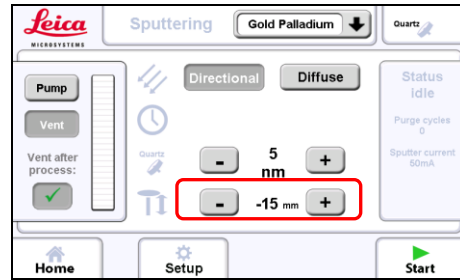 Leica
MICROSYSTEMS
Sputtering
Gold Palladium
Quartz
Pump
Vent
Vent after
process:
Directional
Diffuse
Quartz
- 5 +
nm
- -15 mm +
Status
Idle
Purge cycles
0
Sputter current
50mA
Home
Setup
Start